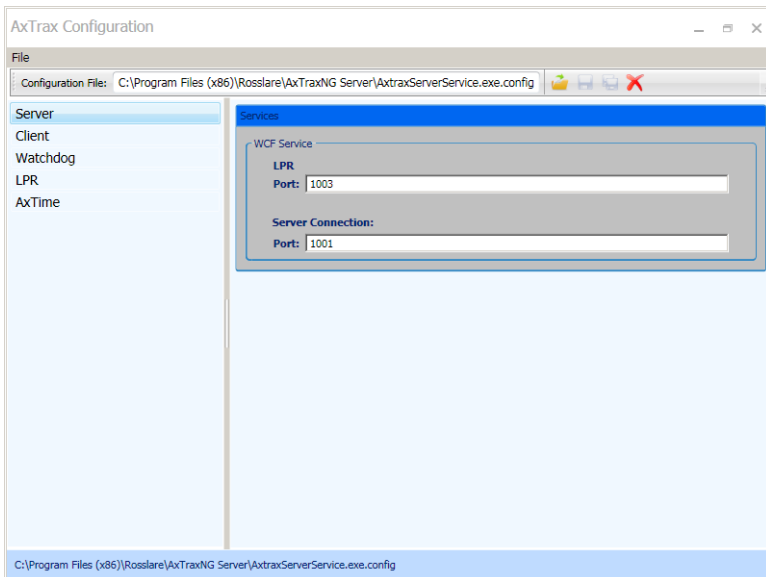 AxTrax Configuration
File
Configuration File: C:\Program Files (x86)\Rosslare\AxTraxNG Server\AxtraxServerService.exe.config
Server
Client
Watchdog
LPR
AxTime
Services
WCF Service
LPR
Port: 1003
Server Connection:
Port: 1001
C:\Program Files (x86)\Rosslare\AxTraxNG Server\AxtraxServerService.exe.config